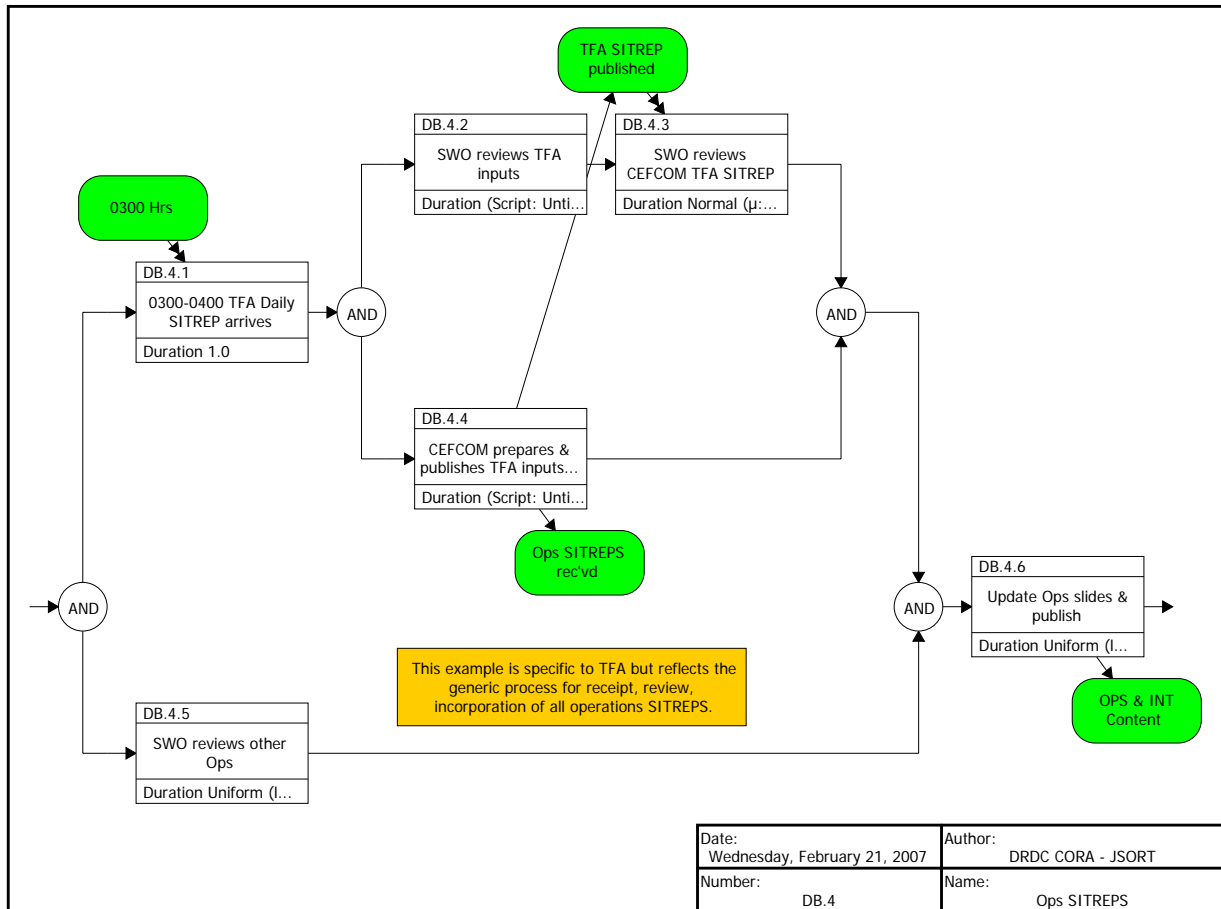 TFA SITREP
published
DB.4.2
SWO reviews TFA
inputs
Duration (Script: Unti...
DB.4.3
SWO reviews
CEFCOM TFA SITREP
Duration Normal (µ:...
0300 Hrs
DB.4.1
0300-0400 TFA Daily
SITREP arrives
Duration 1.0
AND
AND
DB.4.4
CEFCOM prepares &
publishes TFA inputs...
Duration (Script: Unti...
Ops SITREPS
rec'vd
AND
AND
DB.4.6
Update Ops slides &
publish
Duration Uniform (l...
This example is specific to TFA but reflects the
generic process for receipt, review,
incorporation of all operations SITREPS.
OPS & INT
Content
DB.4.5
SWO reviews other
Ops
Duration Uniform (l...
Date:
Wednesday, February 21, 2007
Author:
DRDC CORA - JSORT
Number:
DB.4
Name:
Ops SITREPS